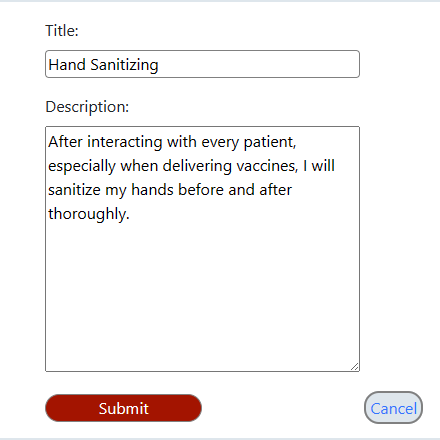 Title:
Hand Sanitizing
Description:
After interacting with every patient,
especially when delivering vaccines, I will
sanitize my hands before and after
thoroughly.
Submit
Cancel